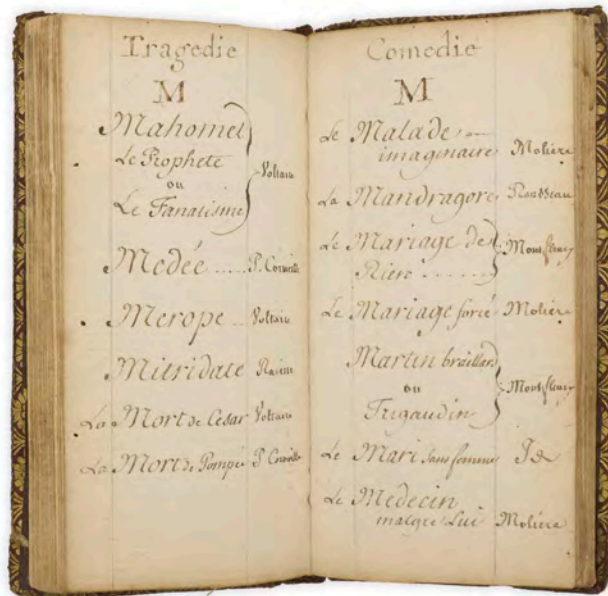 Tragedie
M
Mahomet
Le Prophete
ou
Le Fanatisme
Voltaire
Medée ..... P. Corneille
Merope .. Voltaire
Mitridate Racine
La Mort de Cesar Voltaire
La Mort de Pompé P. Corneille
Comedie
M
Le Malade
imaginaire Moliere
La Mandragore Rousseau
Le Mariage de
Rien .......
Montfleury
Le Mariage forcé Moliere
Martin braillard
ou
Trigaudin
Montfleury
Le Mari sans femme Id
Le Medecin
malgre Lui Moliere